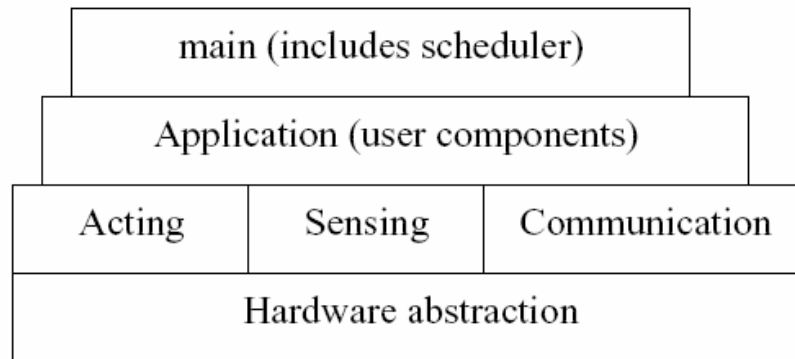 main (includes scheduler)
Application (user components)
Acting
Sensing
Communication
Hardware abstraction